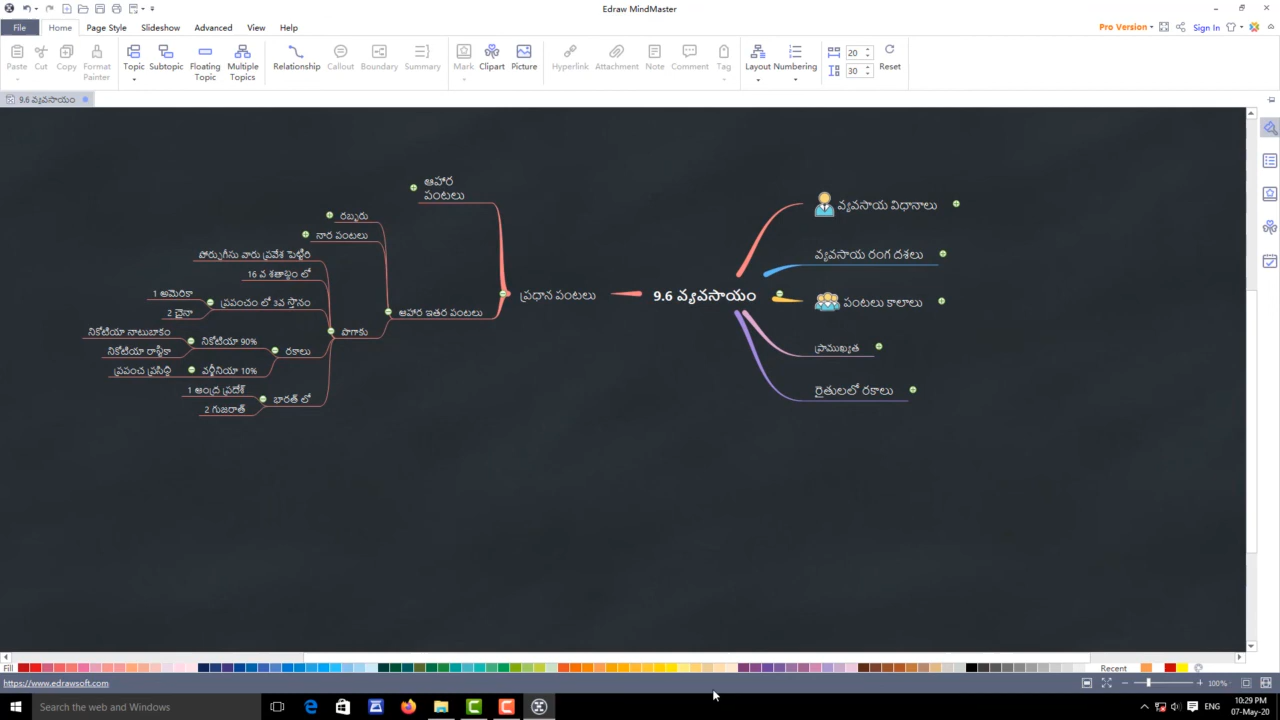 Edraw MindMaster
File
Home
Page Style
Slideshow
Advanced
View
Help
Pro Version
Sign In
Paste
Cut
Copy
Format Painter
Topic
Subtopic
Floating Topic
Multiple Topics
Relationship
Callout
Boundary
Summary
Mark
Clipart
Picture
Hyperlink
Attachment
Note
Comment
Tag
Layout
Numbering
20
30
Reset
9.6 వ్యవసాయం
ఆహార
పంటలు
రబ్బరు
నార పంటలు
పోర్చుగీసు వారు ప్రవేశ పెట్టిరి
16 వ శతాబ్దం లో
1 అమెరికా
2 చైనా
ప్రపంచం లో 3వ స్థానం
నికోటియా నాటుబాకం
నికోటియా రాష్టికా
నికోటియా 90%
ప్రపంచ ప్రసిద్ధి
వర్జీనియా 10%
రకాలు
1 ఆంధ్ర ప్రదేశ్
2 గుజరాత్
భారత్ లో
పొగాకు
ఆహార ఇతర పంటలు
ప్రధాన పంటలు
9.6 వ్యవసాయం
వ్యవసాయ విధానాలు
వ్యవసాయ రంగ దశలు
పంటలు కాలాలు
ప్రాముఖ్యత
రైతులలో రకాలు
Fill
Recent
https://www.edrawsoft.com
100%
Search the web and Windows
ENG
10:29 PM
07-May-20